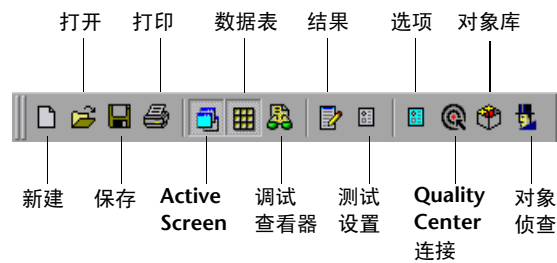 打开 打印 数据表 结果 选项 对象库
新建 保存 Active Screen 调试查看器 测试设置 Quality Center 连接 对象侦查